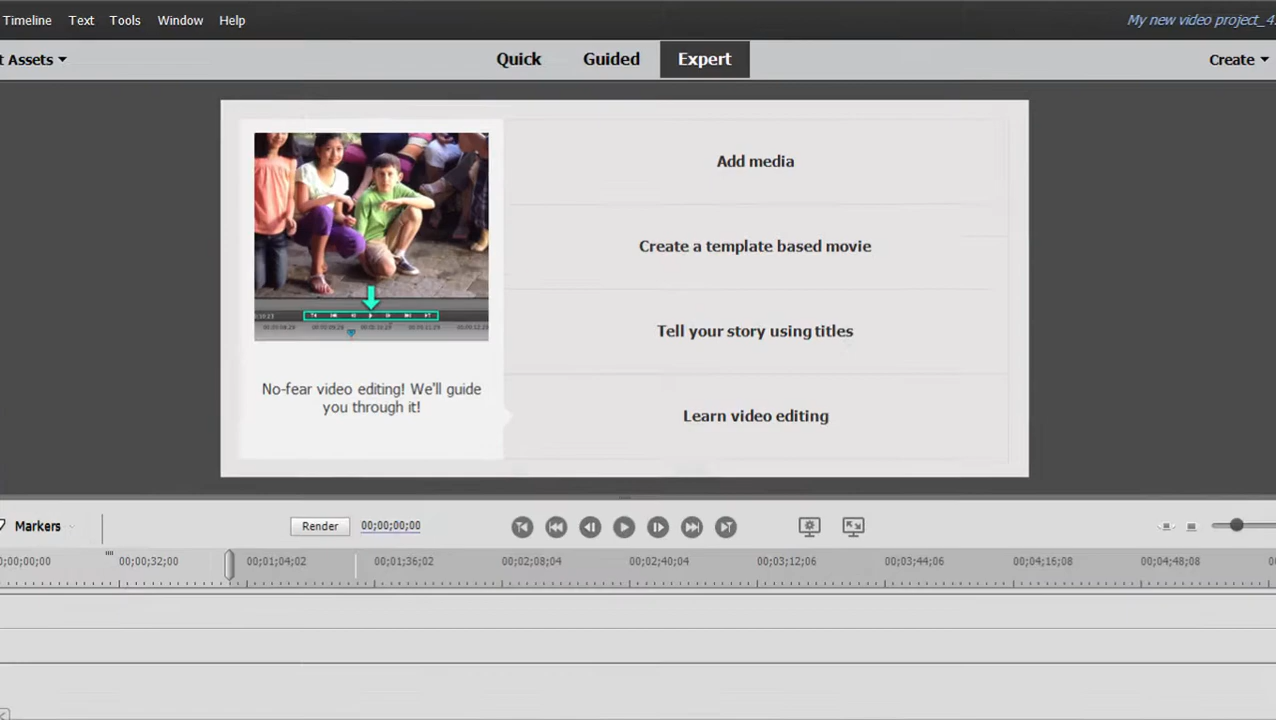 Timeline Text Tools Window Help My new video project_4
t Assets Quick Guided Expert Create
Add media
Create a template based movie
Tell your story using titles
No-fear video editing! We'll guide
you through it!
Learn video editing
Markers Render 00;00;00;00
;00;00;00 00;00;32;00 00;01;04;02 00;01;36;02 00;02;08;04 00;02;40;04 00;03;12;06 00;03;44;06 00;04;16;08 00;04;48;08